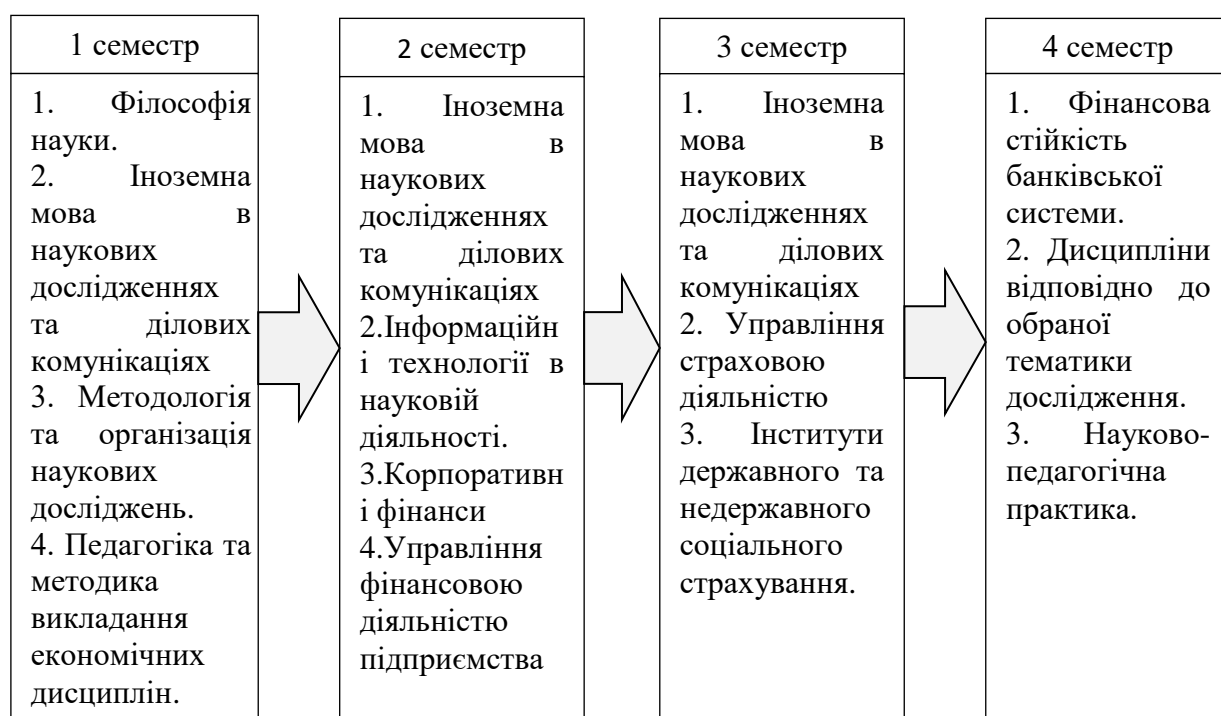 1 семестр
1. Філософія
науки.
2. Іноземна
мова в
наукових
дослідженнях
та ділових
комунікаціях
3. Методологія
та організація
наукових
досліджень.
4. Педагогіка та
методика
викладання
економічних
дисциплін.
2 семестр
1. Іноземна
мова в
наукових
дослідженнях
та ділових
комунікаціях
2.Інформаційн
і технології в
науковій
діяльності.
3.Корпоративн
і фінанси
4.Управління
фінансовою
діяльністю
підприємства
3 семестр
1. Іноземна
мова в
наукових
дослідженнях
та ділових
комунікаціях
2. Управління
страховою
діяльністю
3. Інститути
державного та
недержавного
соціального
страхування.
4 семестр
1. Фінансова
стійкість
банківської
системи.
2. Дисципліни
відповідно до
обраної
тематики
дослідження.
3. Науково-
педагогічна
практика.